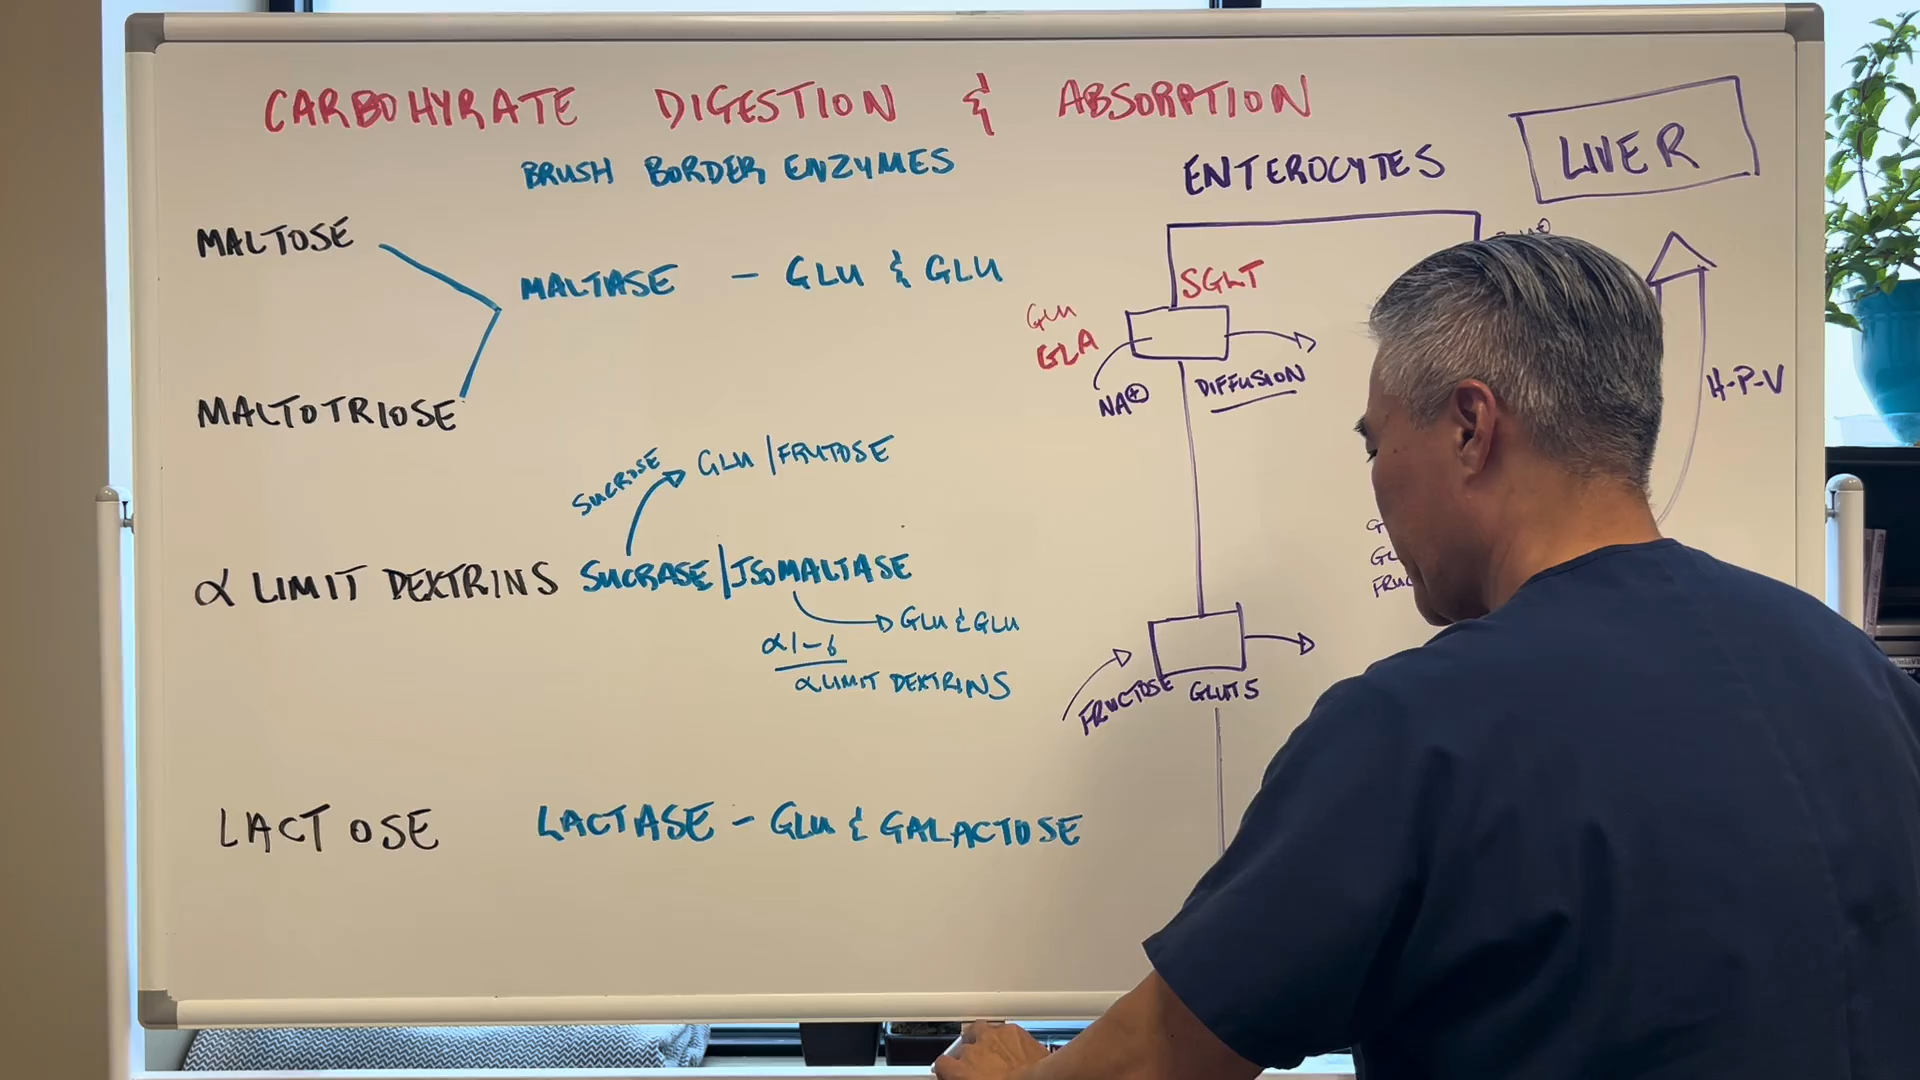 CARBOHYRATE DIGESTION & ABSORPTION
BRUSH BORDER ENZYMES
ENTEROCYTES
LIVER
MALTOSE
MALTASE - GLU & GLU
MALTOTRIOSE
SGLT
GLU
GLA
NA⊕
DIFFUSION
H-P-V
SUCROSE
GLU/FRUTOSE
α LIMIT DEXTRINS
SUCRASE/ISOMALTASE
GLU & GLU
α1-6
α LIMIT DEXTRINS
FRUCTOSE
GLUT5
LACTOSE
LACTASE - GLU & GALACTOSE